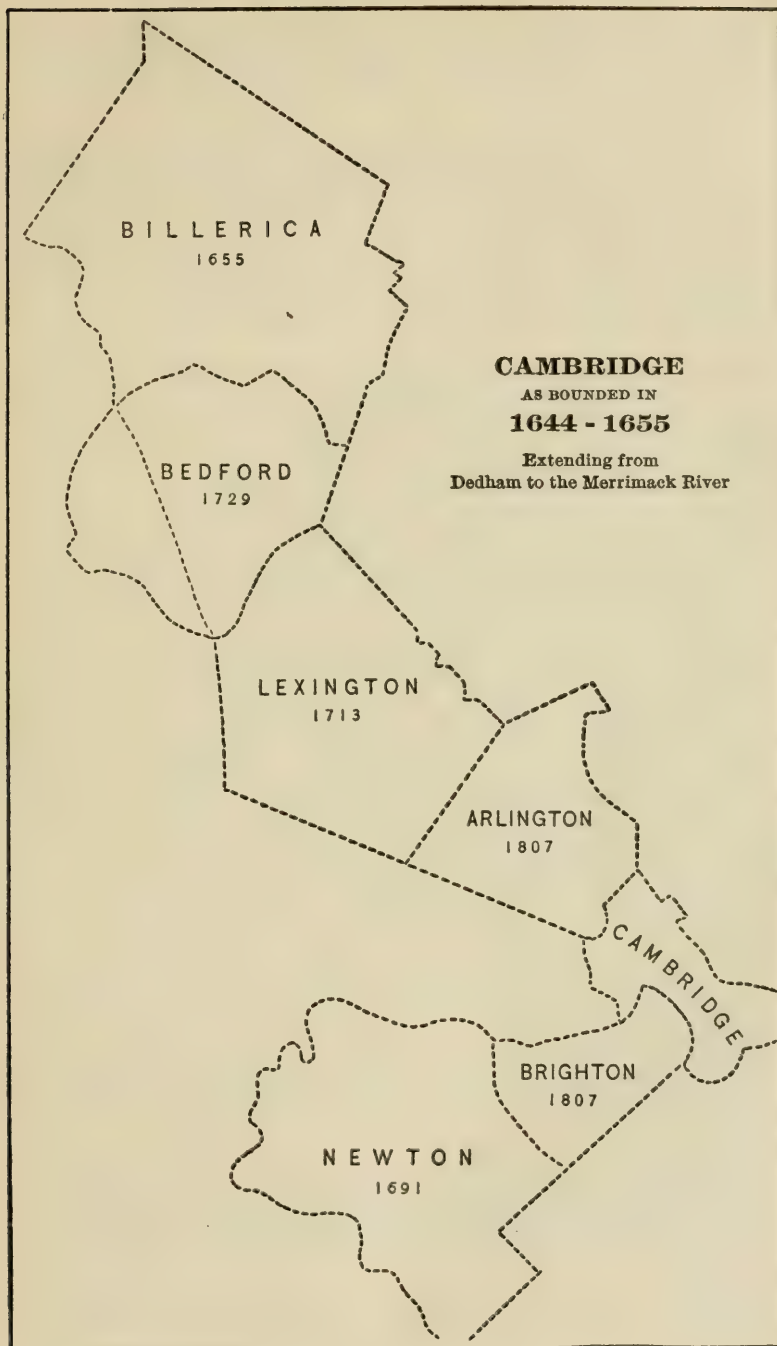 BILLERICA
1655
CAMBRIDGE
AS BOUNDED IN
1644 - 1655
Extending from
Dedham to the Merrimack River
BEDFORD
1729
LEXINGTON
1713
ARLINGTON
1807
CAMBRIDGE
BRIGHTON
1807
NEWTON
1691